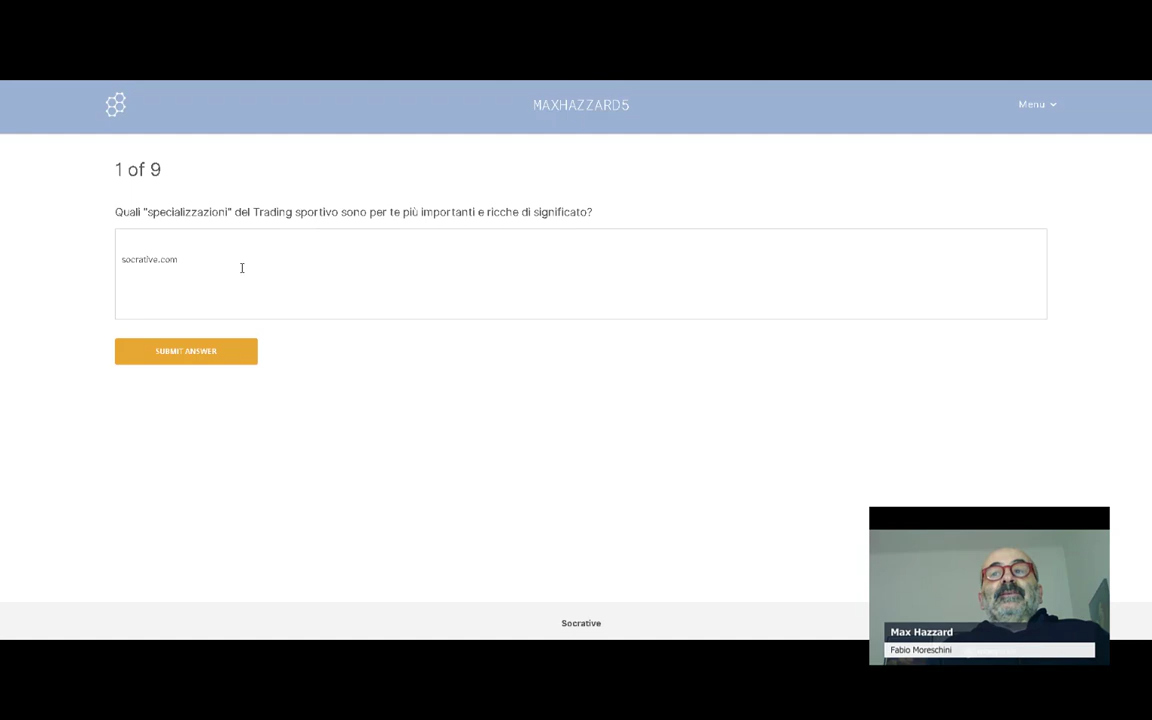 MAXHAZZARD5
Menu
1 of 9
Quali "specializzazioni" del Trading sportivo sono per te più importanti e ricche di significato?
socrative.com
SUBMIT ANSWER
Socrative
Max Hazzard
Fabio Moreschini